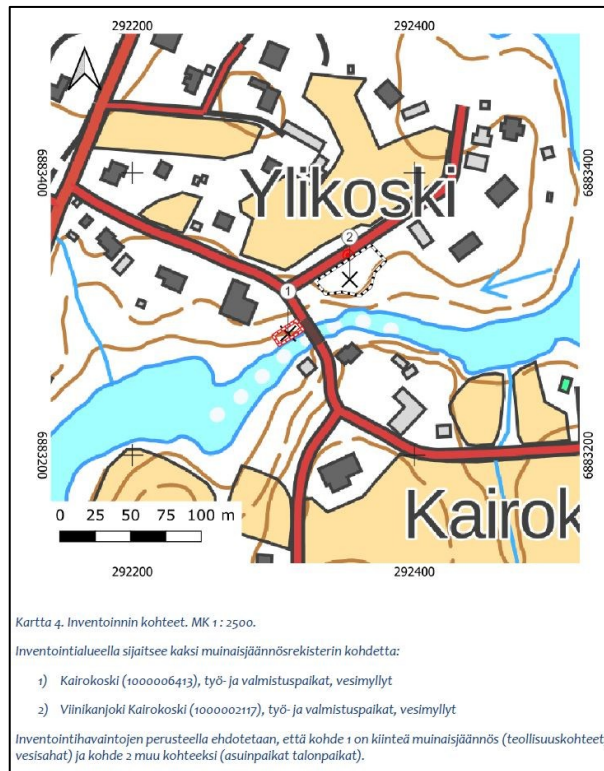 292200 292400
6883400 6883400
Ylikoski
2
1
6883200 6883200
0 25 50 75 100 m
Kairok
292200 292400
Kartta 4. Inventoinnin kohteet. MK 1 : 2500.
Inventointialueella sijaitsee kaksi muinaisjäännösrekisterin kohdetta:
1) Kairokoski (1000006413), työ- ja valmistuspaikat, vesimyllyt
2) Viinikanjoki Kairokoski (1000002117), työ- ja valmistuspaikat, vesimyllyt
Inventointihavaintojen perusteella ehdotetaan, että kohde 1 on kiinteä muinaisjäännös (teollisuuskohteet
vesisahat) ja kohde 2 muu kohteeksi (asuinpaikat talonpaikat).